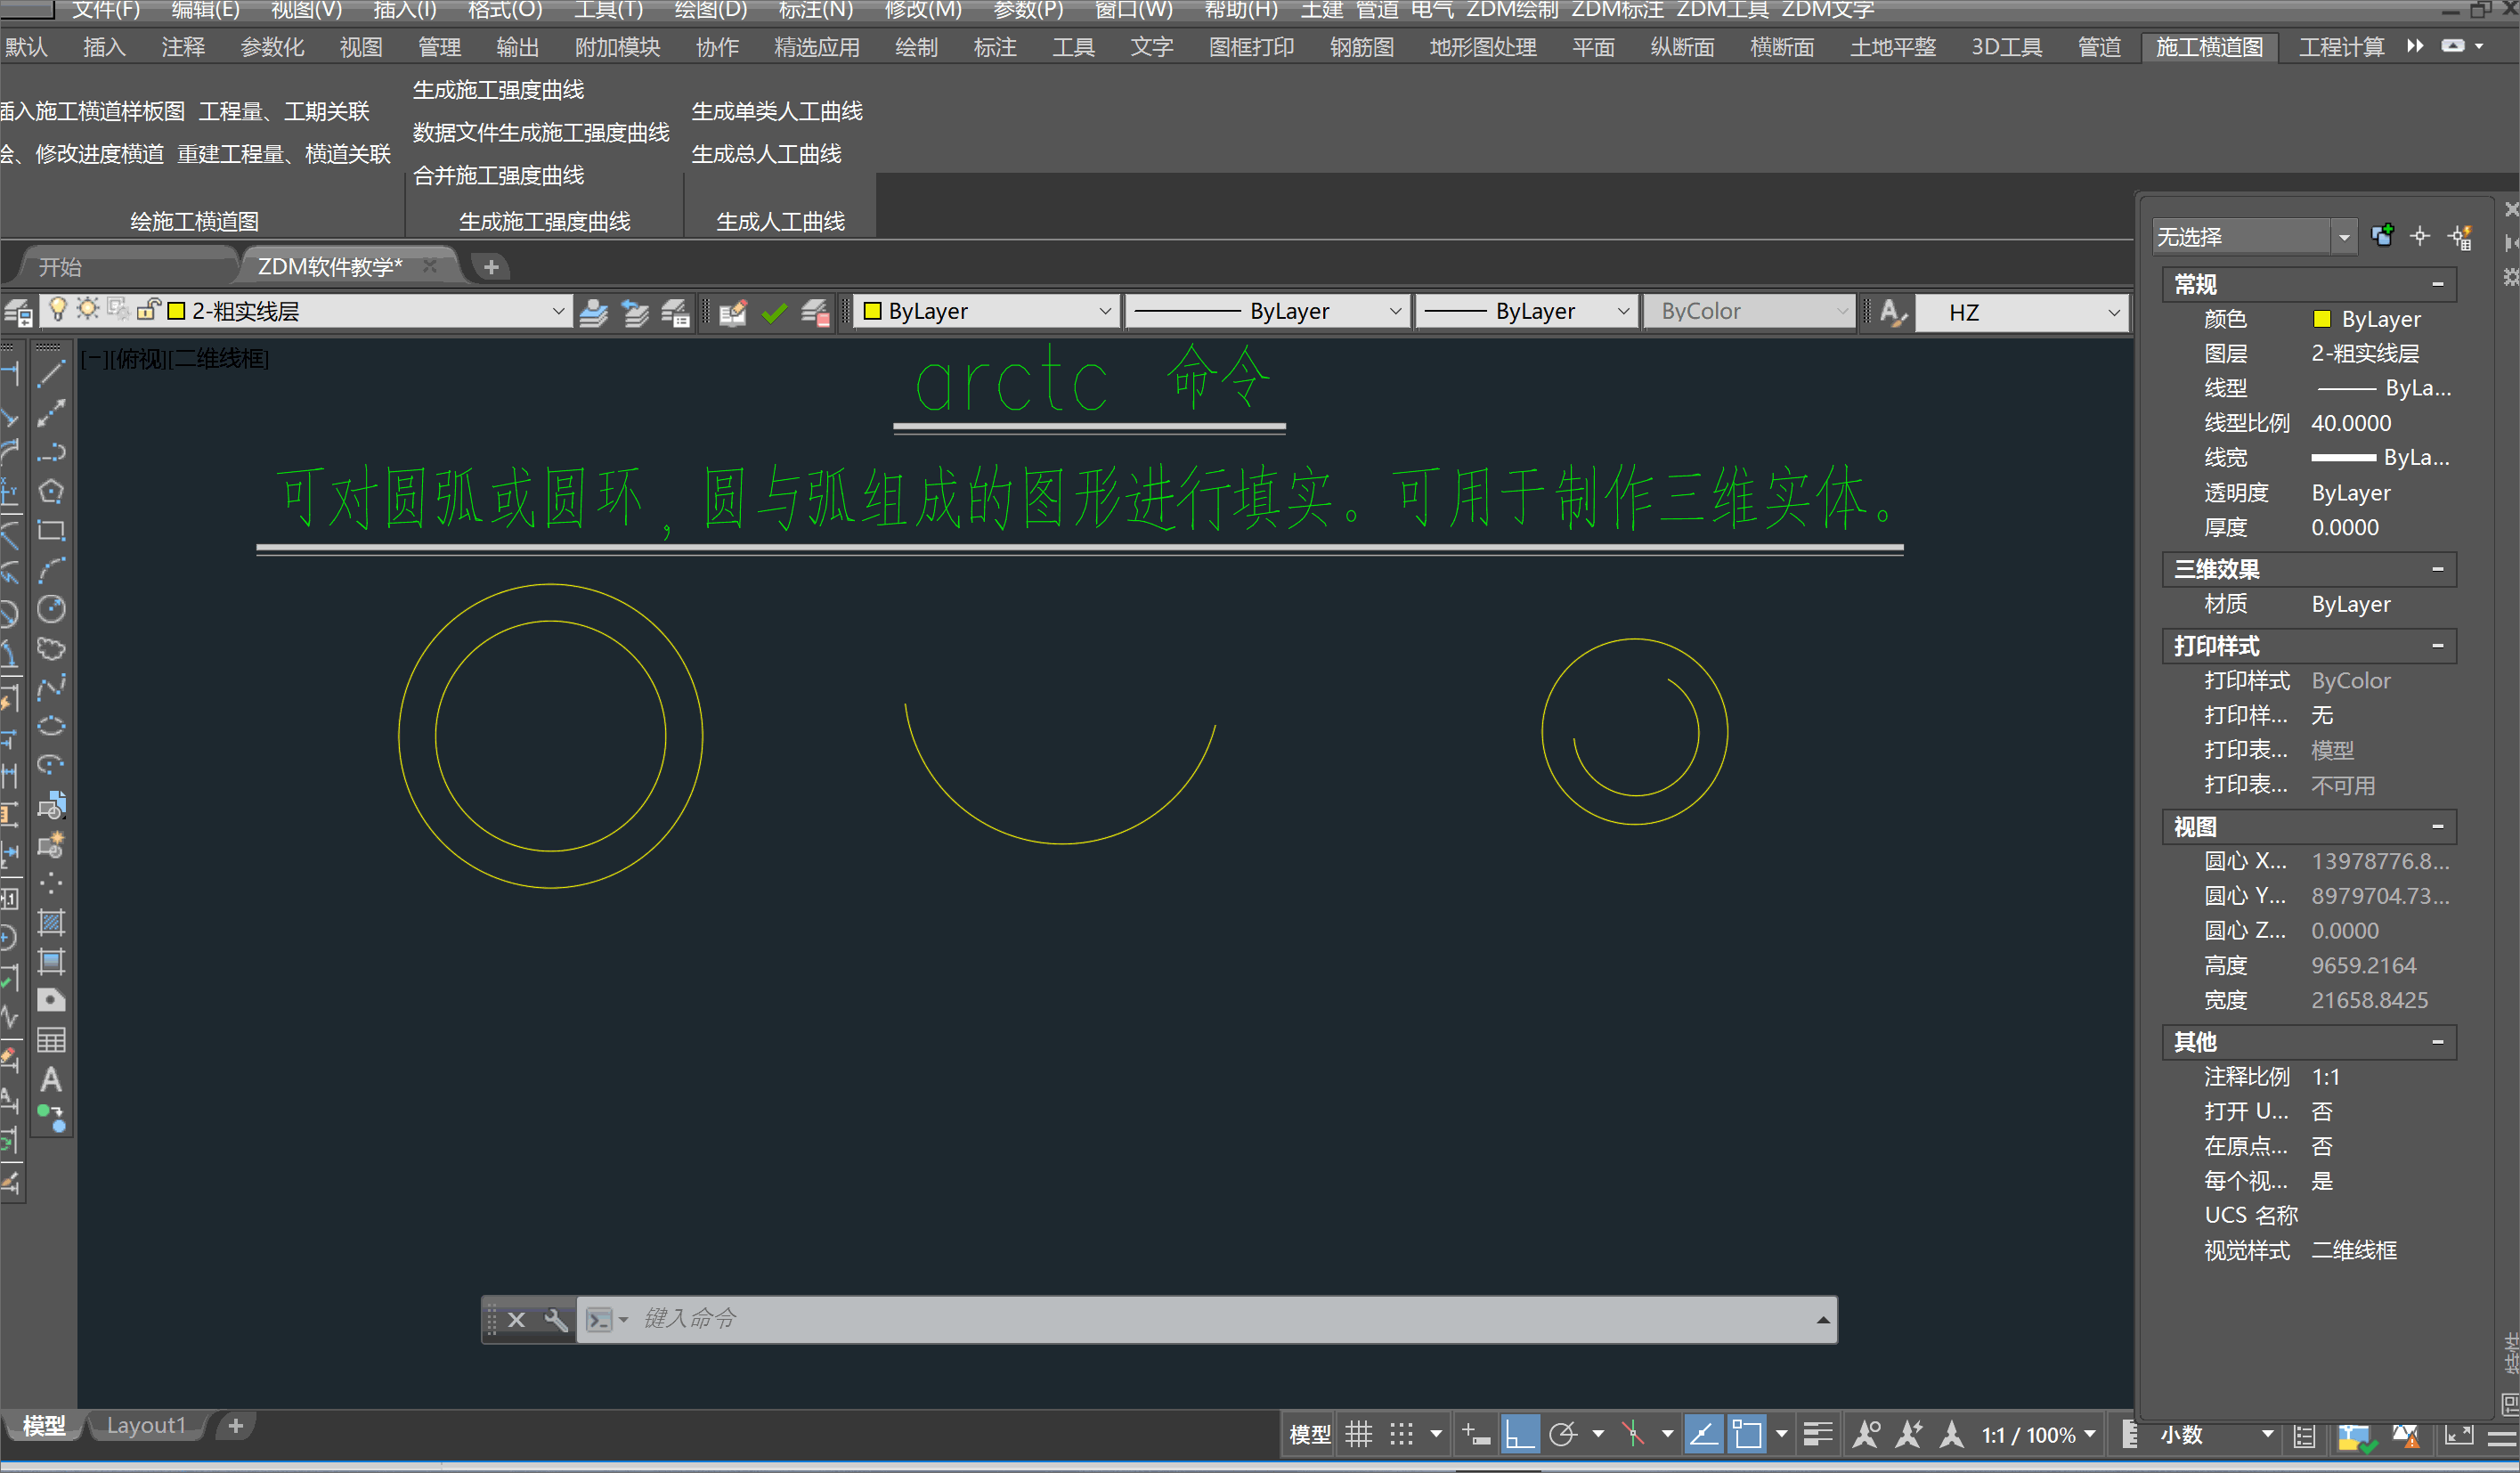 文件(F) 编辑(E) 视图(V) 插入(I) 格式(O) 工具(T) 绘图(D) 标注(N) 修改(M) 参数(P) 窗口(W) 帮助(H) 土建 管道 电气 ZDM绘制 ZDM标注 ZDM工具 ZDM文字
默认 插入 注释 参数化 视图 管理 输出 附加模块 协作 精选应用 绘制 标注 工具 文字 图框打印 钢筋图 地形图处理 平面 纵断面 横断面 土地平整 3D工具 管道 施工横道图 工程计算
插入施工横道样板图 工程量、工期关联
绘、修改进度横道 重建工程量、横道关联
绘施工横道图
生成施工强度曲线
数据文件生成施工强度曲线
合并施工强度曲线
生成施工强度曲线
生成单类人工曲线
生成总人工曲线
生成人工曲线
开始 ZDM软件教学*
2-粗实线层 ByLayer ByLayer ByLayer ByColor HZ
[−][俯视][二维线框]
arctc 命令
可对圆弧或圆环，圆与弧组成的图形进行填实。可用于制作三维实体。
键入命令
模型 Layout1
模型 1:1 / 100% 小数
无选择
常规
颜色 ByLayer
图层 2-粗实线层
线型 ByLa...
线型比例 40.0000
线宽 ByLa...
透明度 ByLayer
厚度 0.0000
三维效果
材质 ByLayer
打印样式
打印样式 ByColor
打印样... 无
打印表... 模型
打印表... 不可用
视图
圆心 X... 13978776.8...
圆心 Y... 8979704.73...
圆心 Z... 0.0000
高度 9659.2164
宽度 21658.8425
其他
注释比例 1:1
打开 U... 否
在原点... 否
每个视... 是
UCS 名称
视觉样式 二维线框